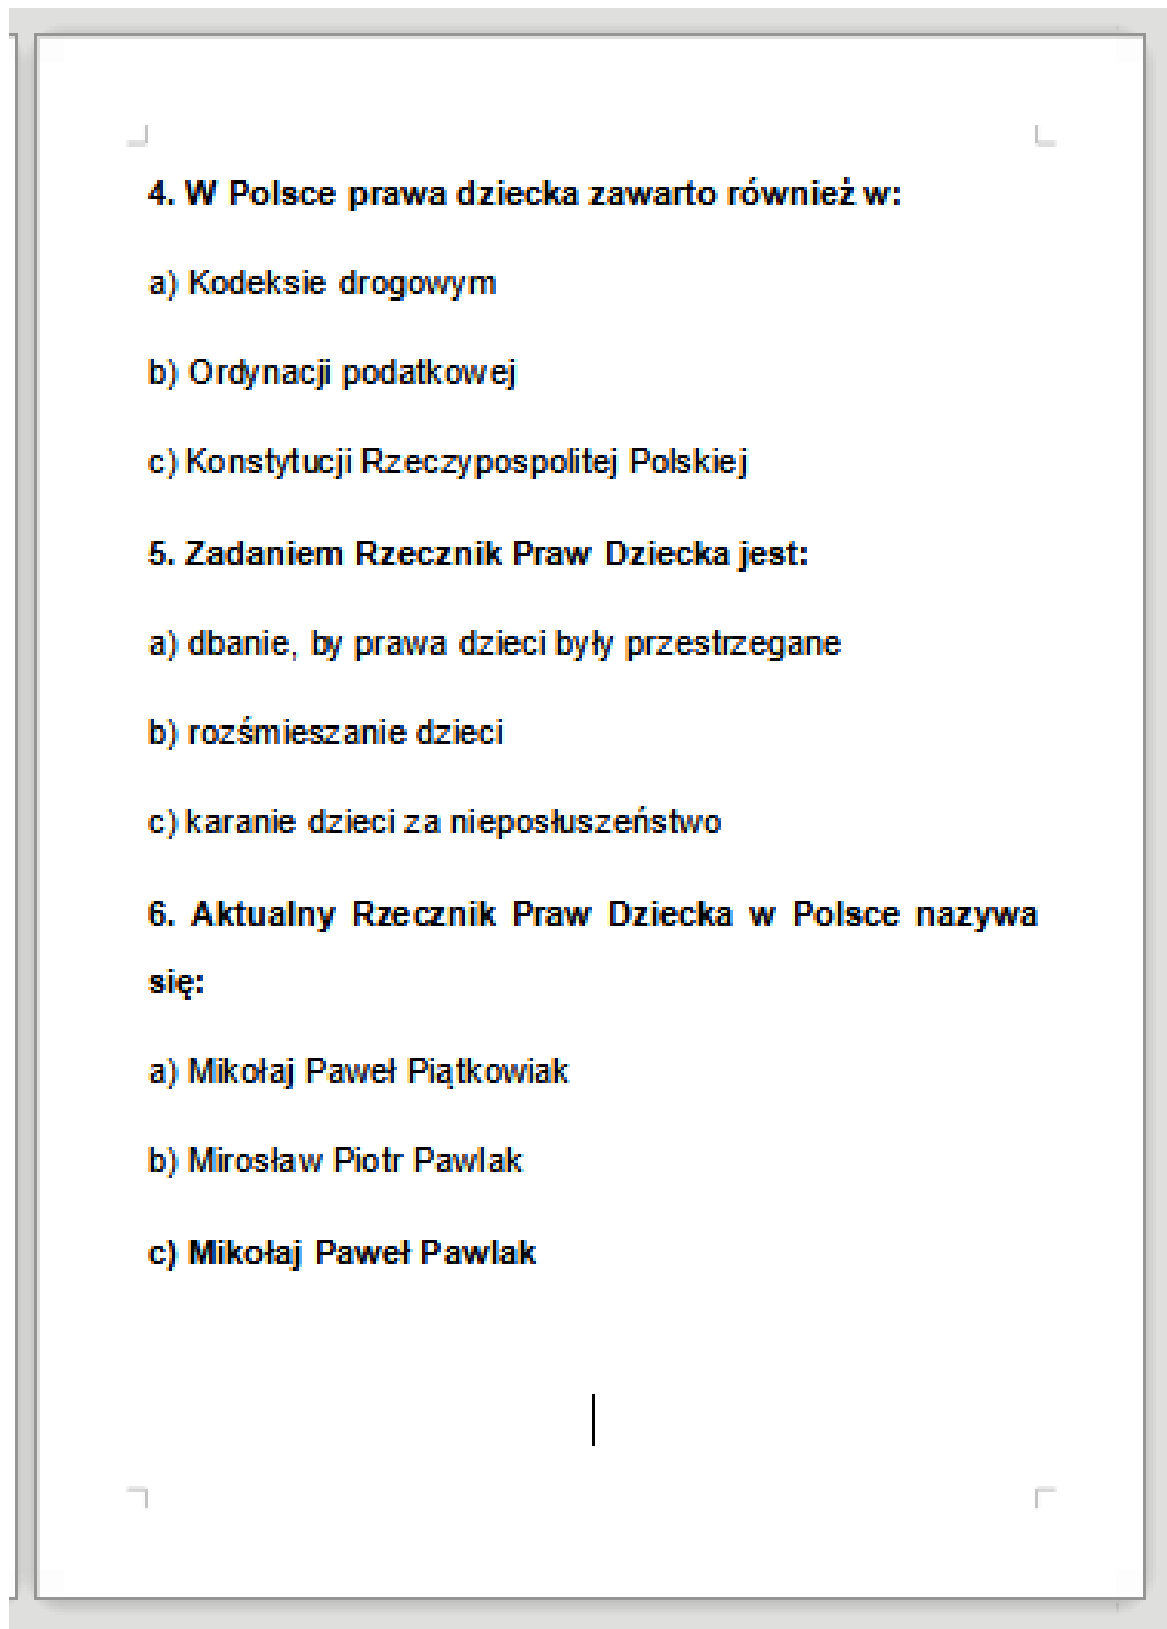 4. W Polsce prawa dziecka zawarto również w:
a) Kodeksie drogowym
b) Ordynacji podatkowej
c) Konstytucji Rzeczypospolitej Polskiej
5. Zadaniem Rzecznik Praw Dziecka jest:
a) dbanie, by prawa dzieci były przestrzegane
b) rozśmieszanie dzieci
c) karanie dzieci za nieposłuszeństwo
6. Aktualny Rzecznik Praw Dziecka w Polsce nazywa
się:
a) Mikołaj Paweł Piątkowiak
b) Mirosław Piotr Pawlak
c) Mikołaj Paweł Pawlak